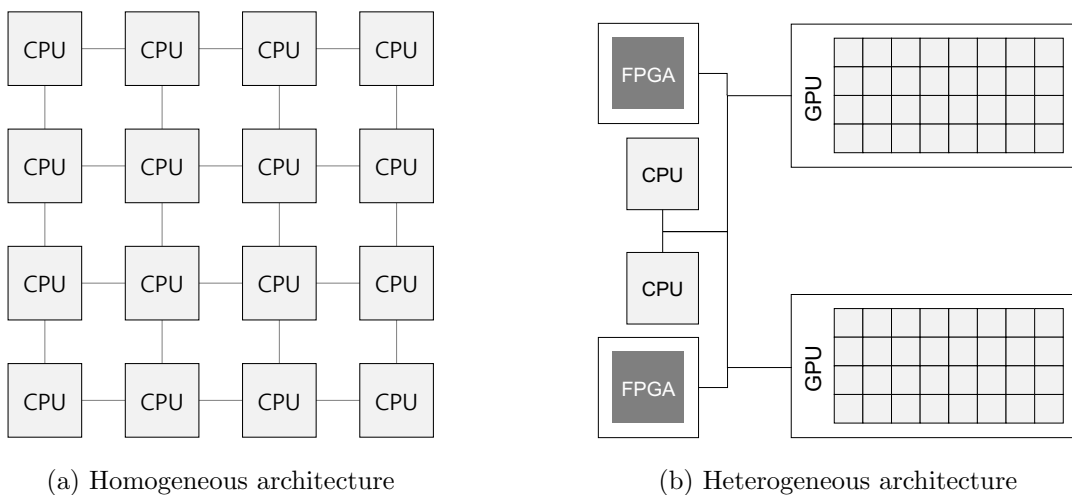 CPU CPU CPU CPU
CPU CPU CPU CPU
CPU CPU CPU CPU
CPU CPU CPU CPU
(a) Homogeneous architecture
FPGA
CPU
CPU
FPGA
GPU
GPU
(b) Heterogeneous architecture